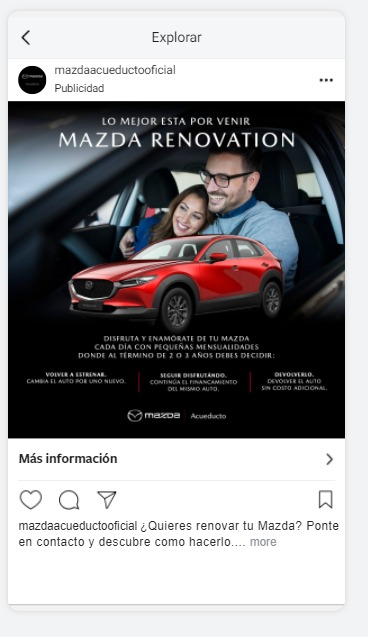 Explorar
mazdaacueductooficial
Publicidad
LO MEJOR ESTA POR VENIR
MAZDA RENOVATION
DISFRUTA Y ENAMÓRATE DE TU MAZDA
CADA DÍA CON PEQUEÑAS MENSUALIDADES
DONDE AL TÉRMINO DE 2 O 3 AÑOS DEBES DECIDIR:
VOLVER A ESTRENAR.
CAMBIA EL AUTO POR UNO NUEVO.
SEGUIR DISFRUTANDO.
CONTINÚA EL FINANCIAMIENTO
DEL MISMO AUTO.
DEVOLVERLO.
DEVOLVER EL AUTO
SIN COSTO ADICIONAL.
mazda Acueducto
Más información
mazdaacueductooficial ¿Quieres renovar tu Mazda? Ponte
en contacto y descubre como hacerlo.... more